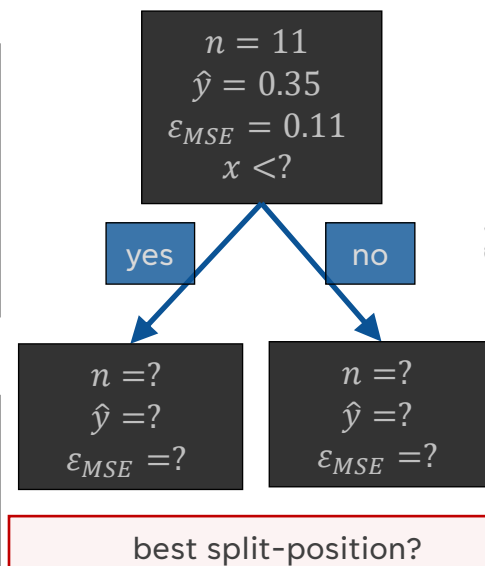 n = 11
ŷ = 0.35
ε_MSE = 0.11
x <?
yes
no
n =?
ŷ =?
ε_MSE =?
n =?
ŷ =?
ε_MSE =?
best split-position?